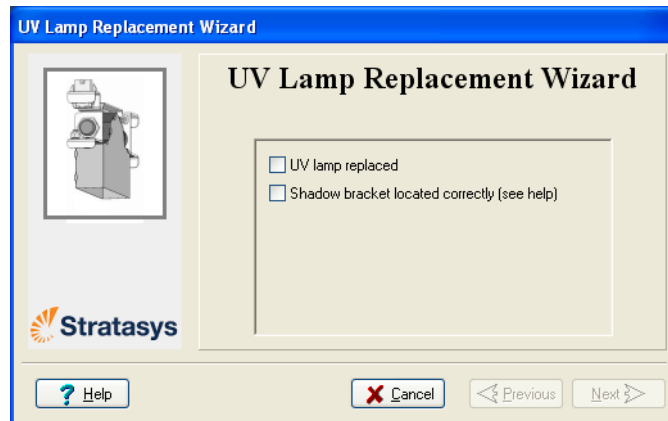 UV Lamp Replacement Wizard
UV Lamp Replacement Wizard
UV lamp replaced
Shadow bracket located correctly (see help)
Stratasys
? Help
Cancel
Previous
Next